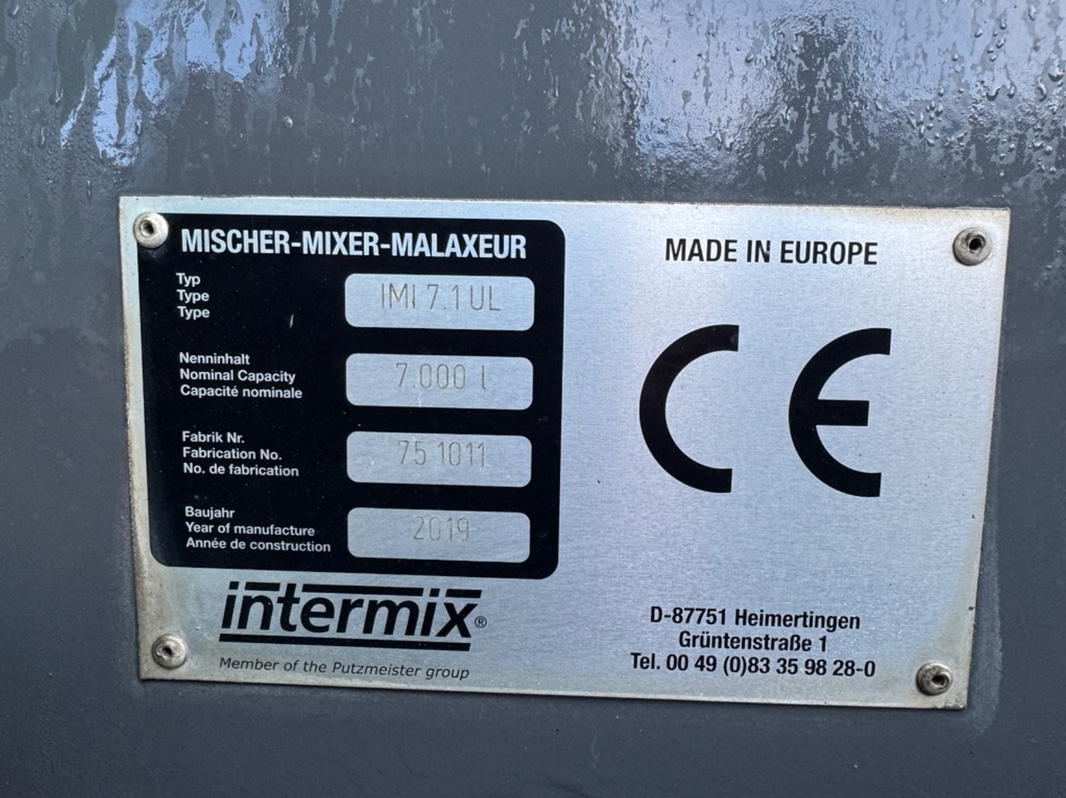 MISCHER-MIXER-MALAXEUR
Typ
Type
Type
IMI 7.1 UL
Nenninhalt
Nominal Capacity
Capacité nominale
7.000 l
Fabrik Nr.
Fabrication No.
No. de fabrication
75 1011
Baujahr
Year of manufacture
Année de construction
2019
intermix®
Member of the Putzmeister group
MADE IN EUROPE
CE
D-87751 Heimertingen
Grüntenstraße 1
Tel. 00 49 (0)83 35 98 28-0